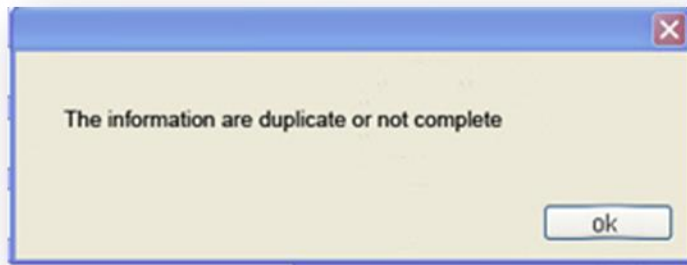 The information are duplicate or not complete
ok